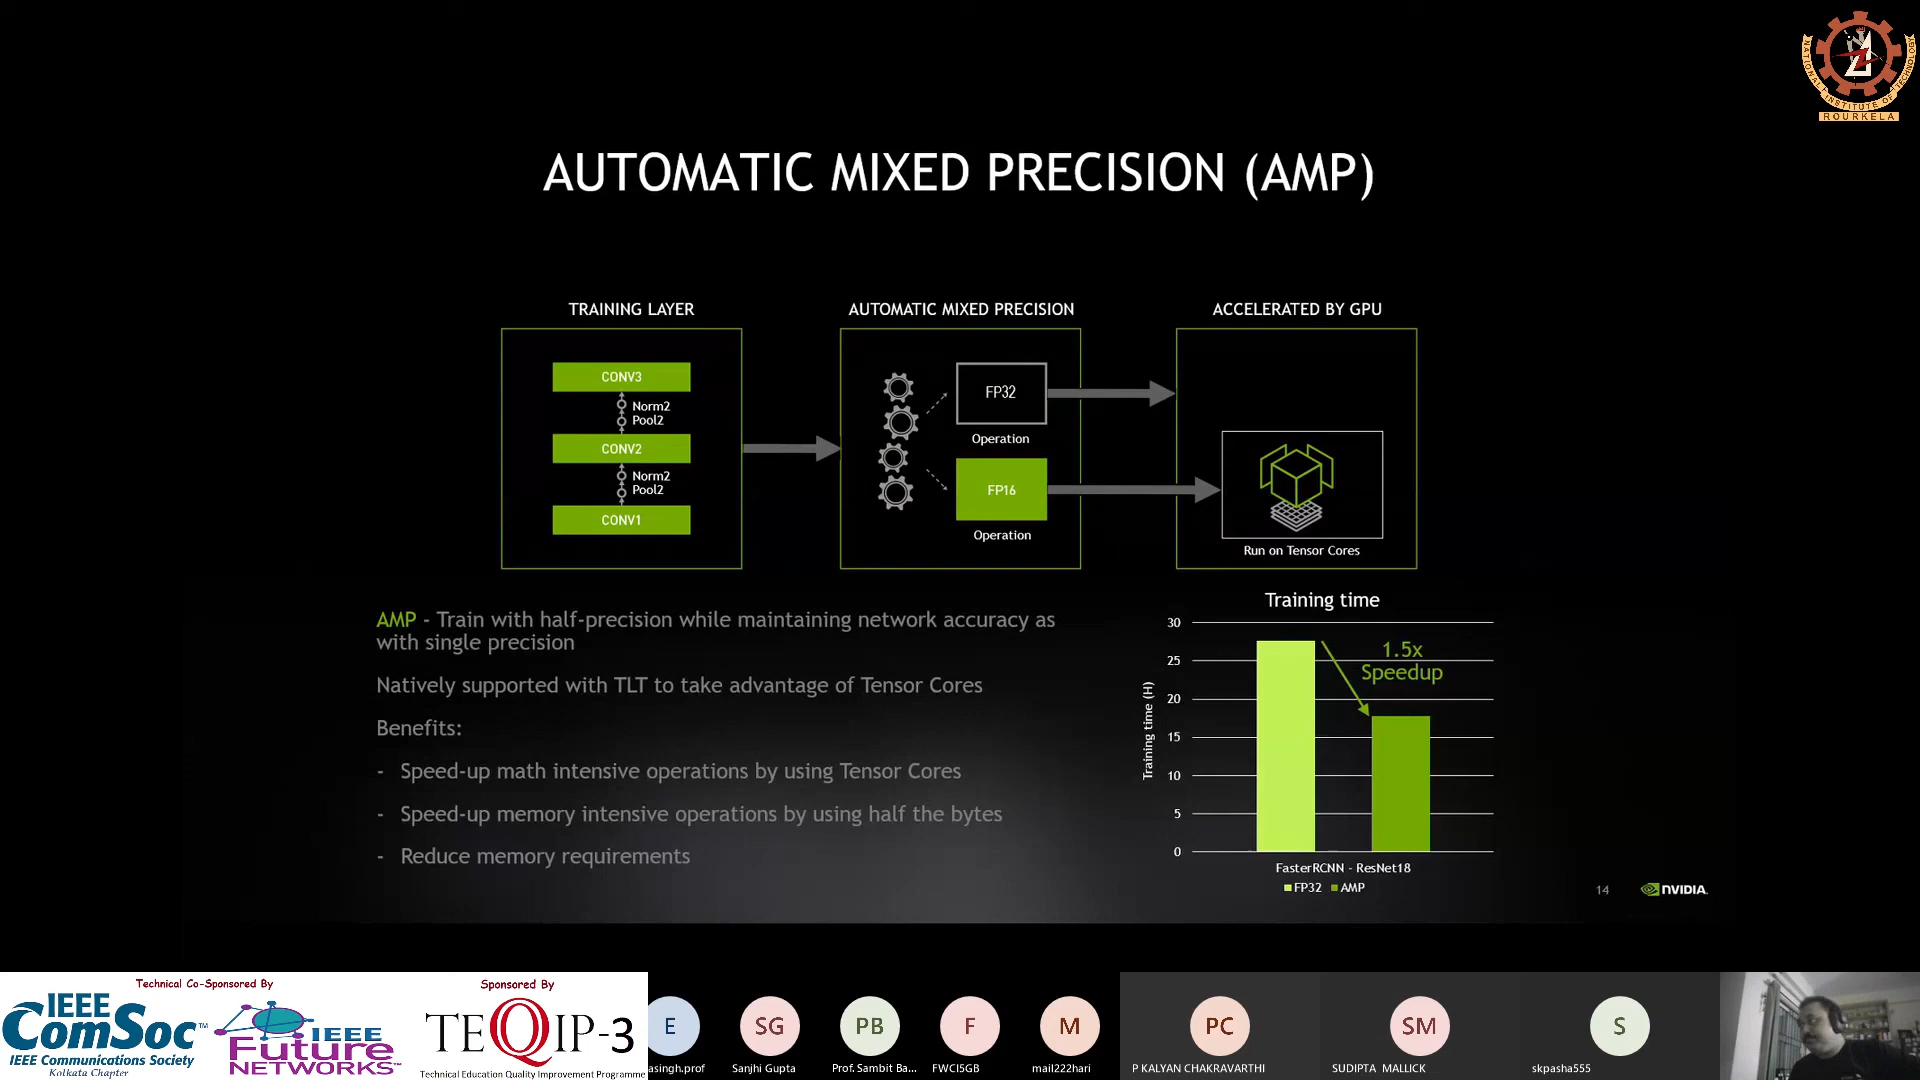 NATIONAL INSTITUTE OF TECHNOLOGY
ROURKELA
AUTOMATIC MIXED PRECISION (AMP)
TRAINING LAYER
CONV3
Norm2
Pool2
CONV2
Norm2
Pool2
CONV1
AUTOMATIC MIXED PRECISION
FP32
Operation
FP16
Operation
ACCELERATED BY GPU
Run on Tensor Cores
AMP - Train with half-precision while maintaining network accuracy as
with single precision
Natively supported with TLT to take advantage of Tensor Cores
Benefits:
- Speed-up math intensive operations by using Tensor Cores
- Speed-up memory intensive operations by using half the bytes
- Reduce memory requirements
Training time
Training time (H)
30
25
20
15
10
5
0
1.5x
Speedup
FasterRCNN - ResNet18
FP32 AMP
14
NVIDIA.
Technical Co-Sponsored By
IEEE
ComSoc™
IEEE Communications Society
Kolkata Chapter
IEEE
Future
NETWORKS™
Sponsored By
TEQIP-3
Technical Education Quality Improvement Programme
E
asingh.prof
SG
Sanjhi Gupta
PB
Prof. Sambit Ba...
F
FWCI5GB
M
mail222hari
PC
P KALYAN CHAKRAVARTHI
SM
SUDIPTA MALLICK
S
skpasha555